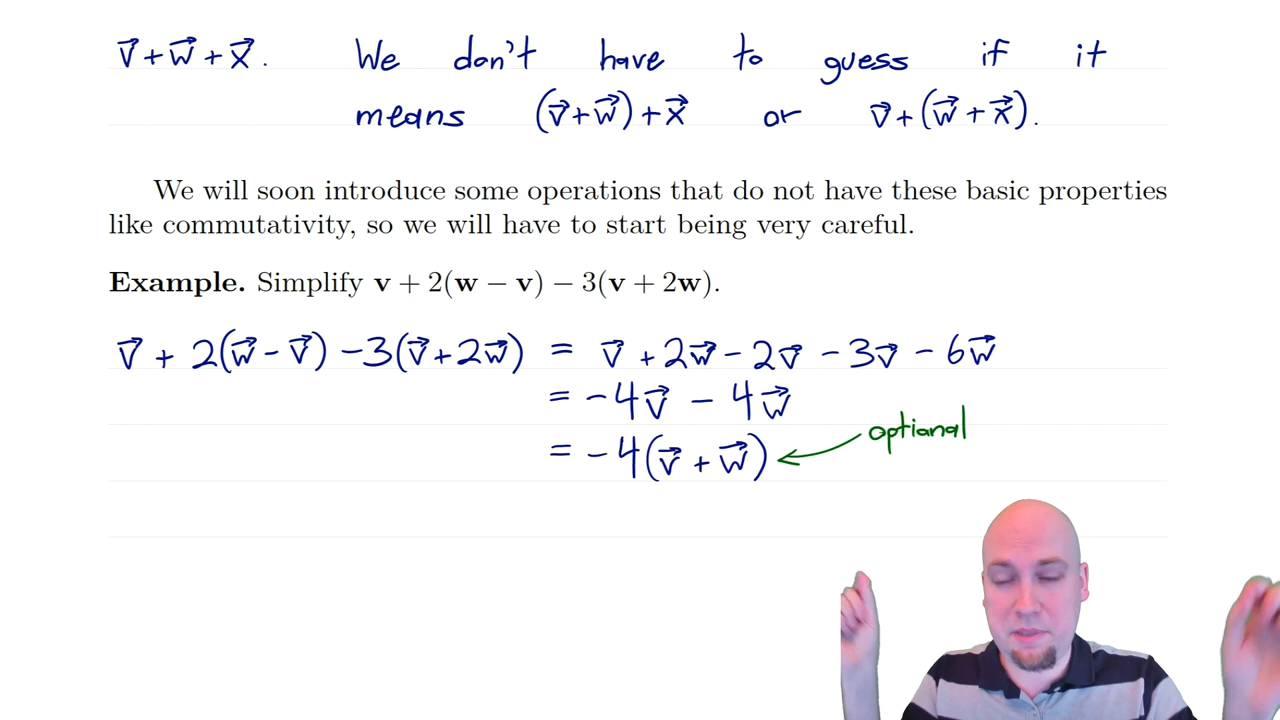 v⃗ + w⃗ + x⃗. We don't have to guess if it
means (v⃗ + w⃗) + x⃗ or v⃗ + (w⃗ + x⃗).
We will soon introduce some operations that do not have these basic properties
like commutativity, so we will have to start being very careful.
Example. Simplify v + 2(w − v) − 3(v + 2w).
v⃗ + 2(w⃗ − v⃗) − 3(v⃗ + 2w⃗) = v⃗ + 2w⃗ − 2v⃗ − 3v⃗ − 6w⃗
= −4v⃗ − 4w⃗
= −4(v⃗ + w⃗) optional